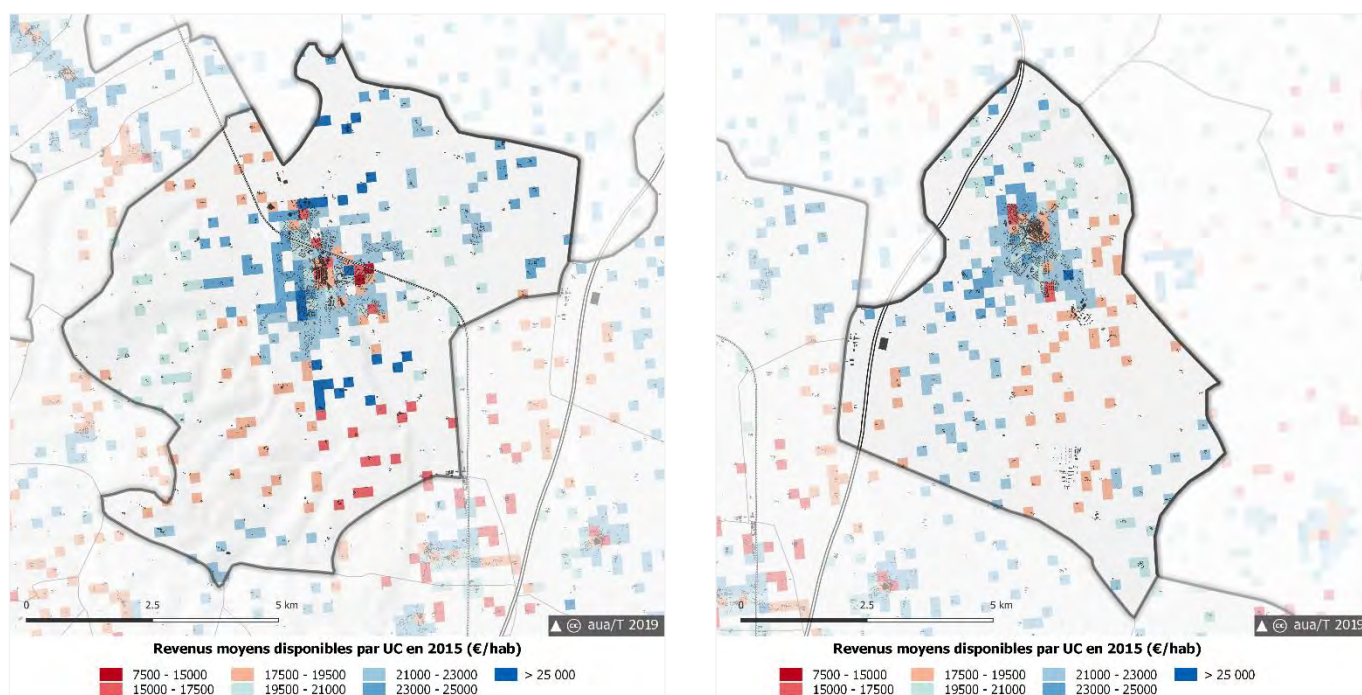 0 2.5 5 km
▲ cc aua/T 2019
Revenus moyens disponibles par UC en 2015 (€/hab)
7500 - 15000 17500 - 19500 21000 - 23000 > 25 000
15000 - 17500 19500 - 21000 23000 - 25000
0 2.5 5 km
▲ cc aua/T 2019
Revenus moyens disponibles par UC en 2015 (€/hab)
7500 - 15000 17500 - 19500 21000 - 23000 > 25 000
15000 - 17500 19500 - 21000 23000 - 25000